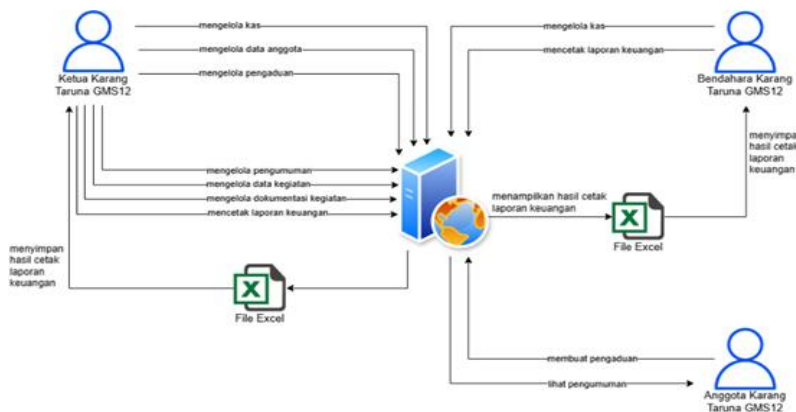 mengelola kas
mengelola data anggota
mengelola pengaduan
Ketua Karang
Taruna GMS12
mengelola kas
mencetak laporan keuangan
Bendahara Karang
Taruna GMS12
menyimpan
hasil cetak
laporan
keuangan
mengelola pengumuman
mengelola data kegiatan
mengelola dokumentasi kegiatan
mencetak laporan keuangan
menampilkan hasil cetak
laporan keuangan
File Excel
menyimpan
hasil cetak
laporan
keuangan
File Excel
membuat pengaduan
lihat pengumuman
Anggota Karang
Taruna GMS12